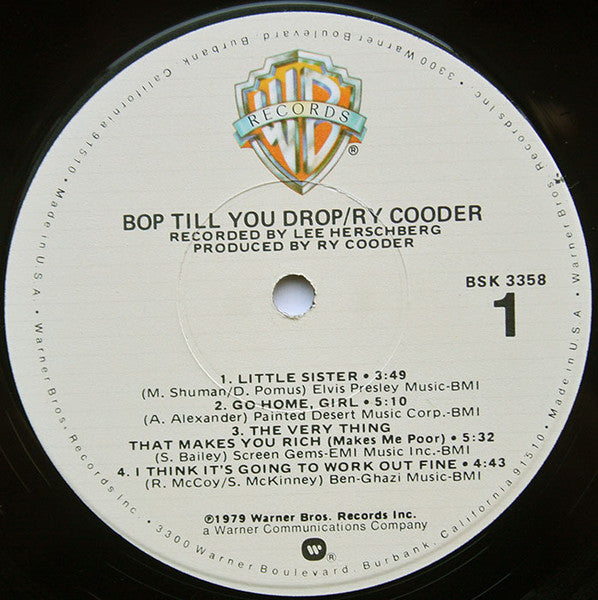 RECORDS
®
BOP TILL YOU DROP/RY COODER
RECORDED BY LEE HERSCHBERG
PRODUCED BY RY COODER
BSK 3358
1
1. LITTLE SISTER • 3:49
(M. Shuman/D. Pomus) Elvis Presley Music-BMI
2. GO HOME, GIRL • 5:10
(A. Alexander) Painted Desert Music Corp.-BMI
3. THE VERY THING
THAT MAKES YOU RICH (Makes Me Poor) • 5:32
(S. Bailey) Screen Gems-EMI Music Inc.-BMI
4. I THINK IT'S GOING TO WORK OUT FINE • 4:43
(R. McCoy/S. McKinney) Ben-Ghazi Music-BMI
℗1979 Warner Bros. Records Inc.
a Warner Communications Company
®
3300 Warner Boulevard, Burbank, California 91510 • Made in U.S.A. • Warner Bros. Records Inc. • 3300 Warner Boulevard, Burbank, California 91510 • Made in U.S.A. • Warner Bros. Records Inc. •